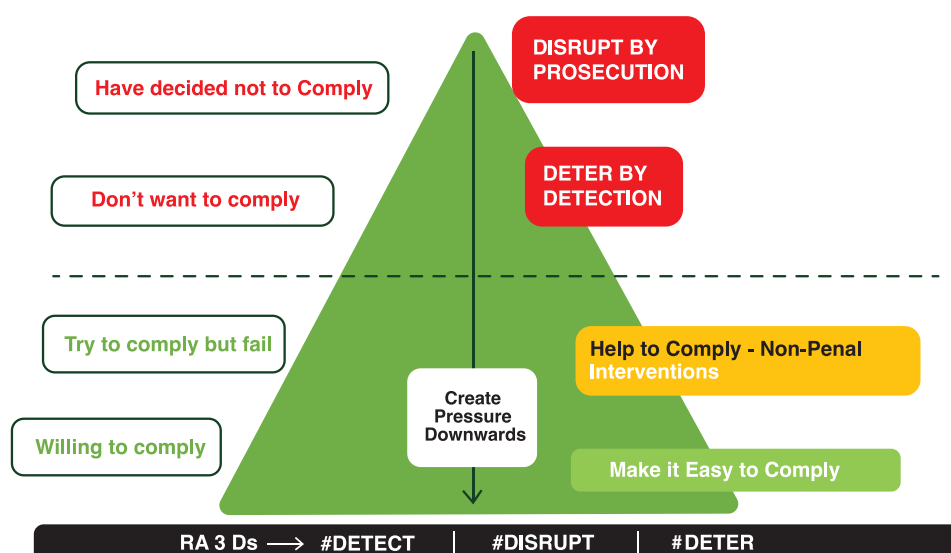 DISRUPT BY
PROSECUTION
Have decided not to Comply
DETER BY
DETECTION
Don't want to comply
Try to comply but fail
Help to Comply - Non-Penal
Interventions
Create
Pressure
Downwards
Willing to comply
Make it Easy to Comply
RA 3 Ds → #DETECT | #DISRUPT | #DETER